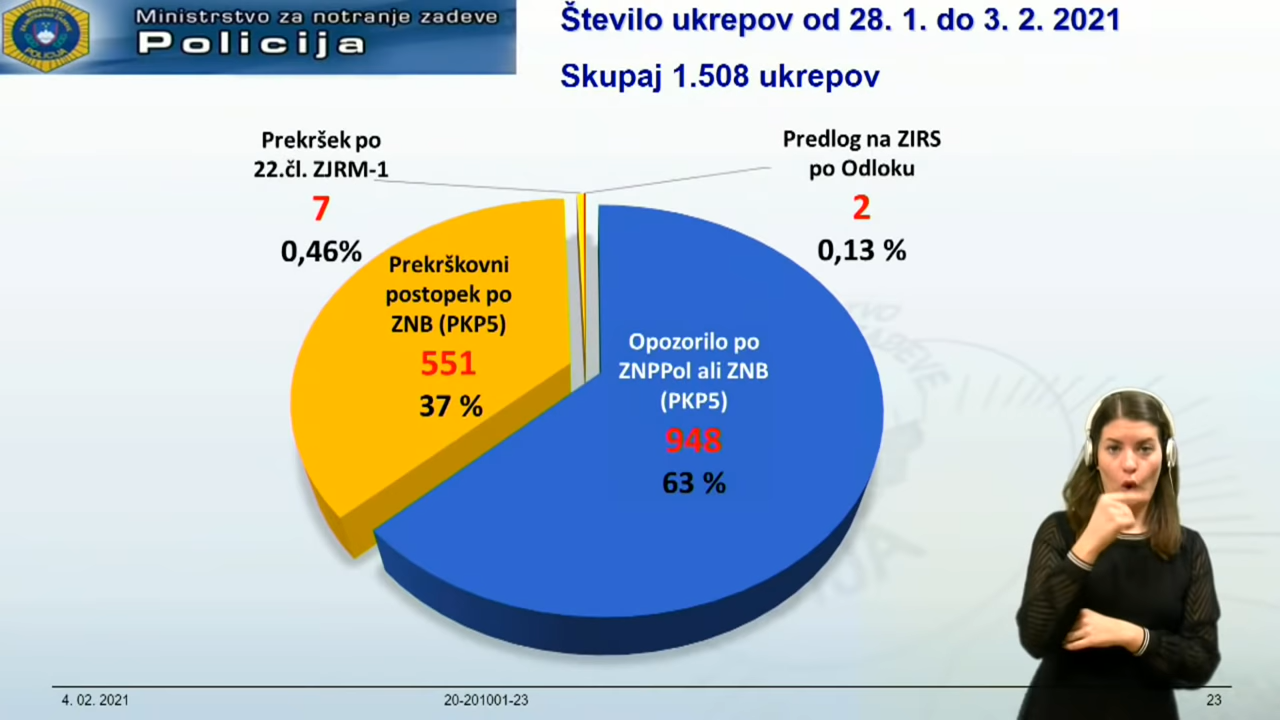 Ministrstvo za notranje zadeve
Policija
Število ukrepov od 28. 1. do 3. 2. 2021
Skupaj 1.508 ukrepov
Prekršek po
22.čl. ZJRM-1
7
0,46%
Predlog na ZIRS
po Odloku
2
0,13 %
Prekrškovni
postopek po
ZNB (PKP5)
551
37 %
Opozorilo po
ZNPPol ali ZNB
(PKP5)
948
63 %
4. 02. 2021
20-201001-23
23